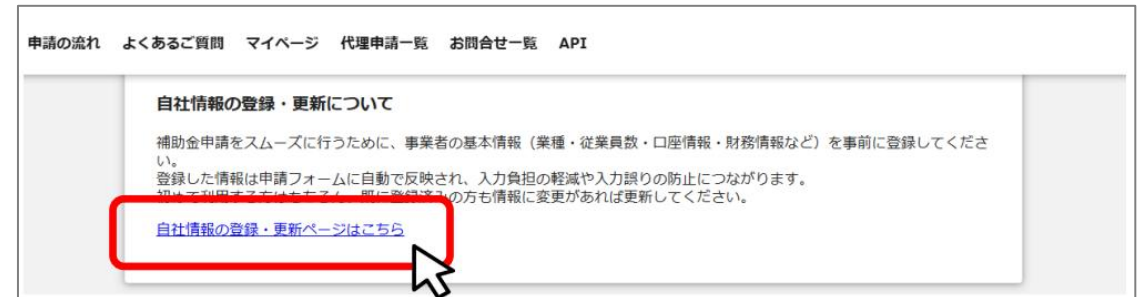 申請の流れ よくあるご質問 マイページ 代理申請一覧 お問合せ一覧 API
自社情報の登録・更新について
補助金申請をスムーズに行うために、事業者の基本情報（業種・従業員数・口座情報・財務情報など）を事前に登録してくださ
い。
登録した情報は申請フォームに自動で反映され、入力負担の軽減や入力誤りの防止につながります。
初めて利用する方はもちろん、既に登録済みの方も情報に変更があれば更新してください。
自社情報の登録・更新ページはこちら